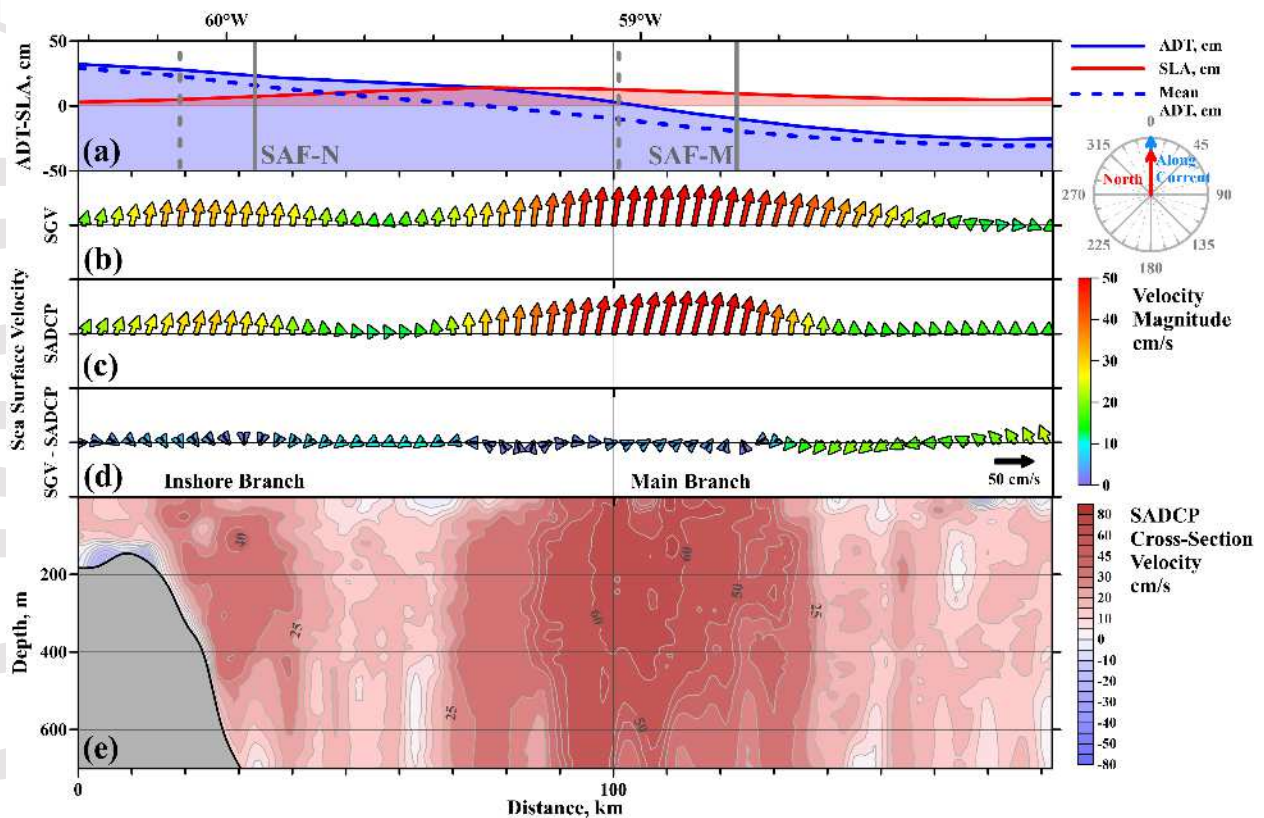 60°W
59°W
50
0
-50
ADT-SLA, cm
(a)
SAF-N
SAF-M
ADT, cm
SLA, cm
Mean
ADT, cm
0
45
90
135
180
225
270
315
North
Along
Current
SGV
(b)
Sea Surface Velocity
SADCP
(c)
SGV - SADCP
(d)
50 cm/s
50
40
30
20
10
0
Velocity
Magnitude
cm/s
Inshore Branch
Main Branch
Depth, m
200
400
600
(e)
40
25
25
60
60
50
50
25
0
100
Distance, km
80
60
45
30
20
10
0
-10
-20
-30
-40
-50
-60
-80
SADCP
Cross-Section
Velocity
cm/s